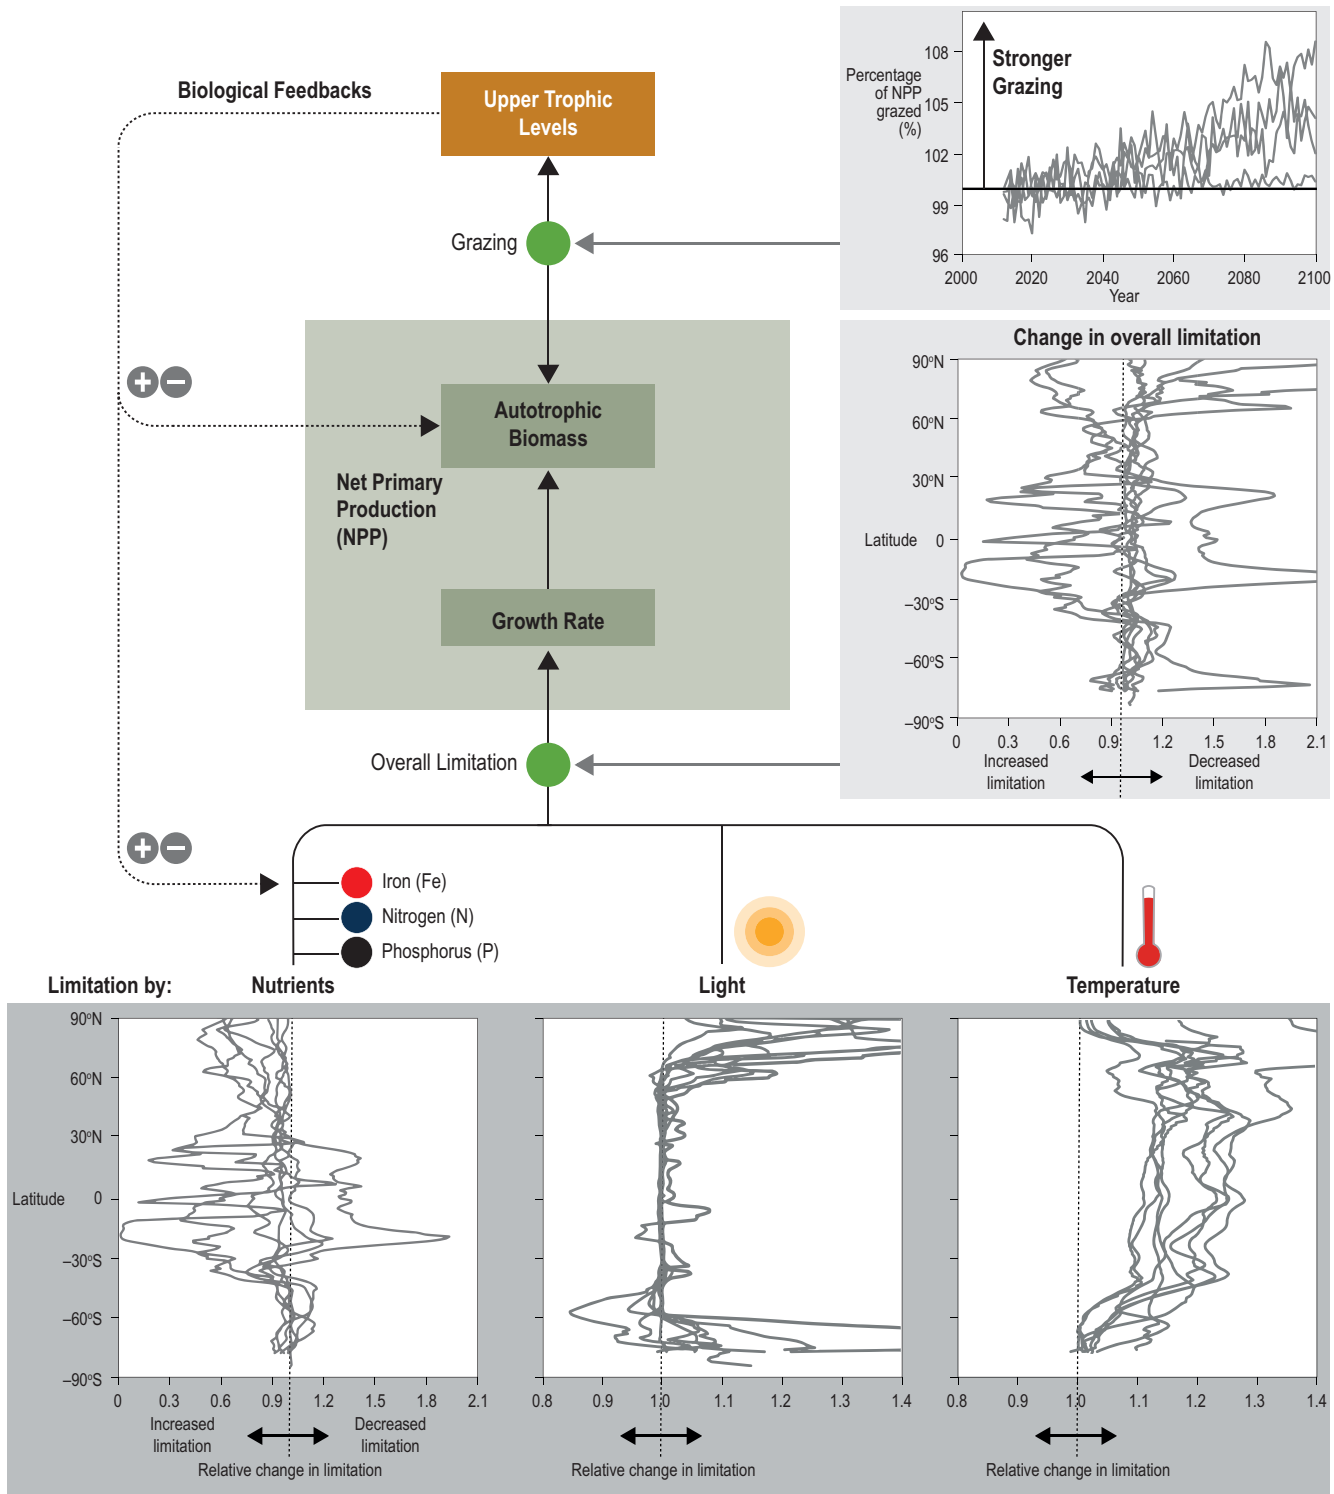 Biological Feedbacks
Upper Trophic
Levels
Grazing
Percentage
of NPP
grazed
(%)
Stronger
Grazing
108
105
102
99
96
2000
2020
2040
2060
2080
2100
Year
Autotrophic
Biomass
Net Primary
Production
(NPP)
Growth Rate
Overall Limitation
Change in overall limitation
90ºN
60ºN
30ºN
Latitude
0
–30ºS
–60ºS
–90ºS
0
0.3
0.6
0.9
1.2
1.5
1.8
2.1
Increased
limitation
Decreased
limitation
Iron (Fe)
Nitrogen (N)
Phosphorus (P)
Limitation by:
Nutrients
Light
Temperature
90ºN
60ºN
30ºN
Latitude
0
–30ºS
–60ºS
–90ºS
0
0.3
0.6
0.9
1.2
1.5
1.8
2.1
Increased
limitation
Decreased
limitation
Relative change in limitation
0.8
0.9
1.0
1.1
1.2
1.3
1.4
Relative change in limitation
0.8
0.9
1.0
1.1
1.2
1.3
1.4
Relative change in limitation